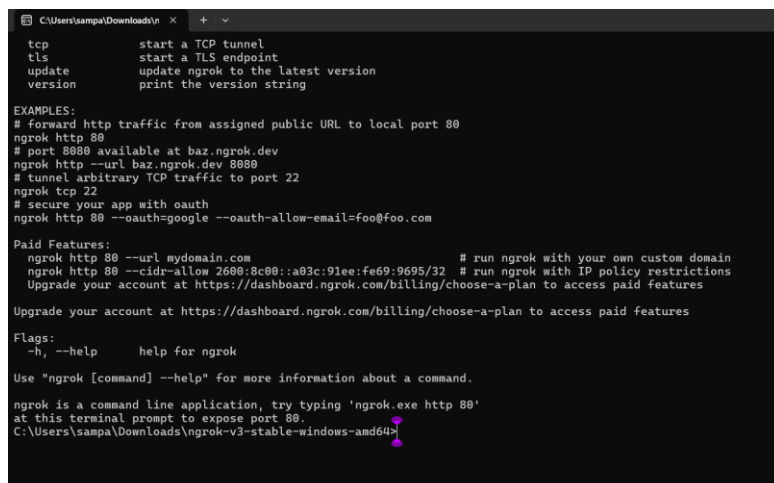 C:\Users\sampa\Downloads\n
tcp start a TCP tunnel
tls start a TLS endpoint
update update ngrok to the latest version
version print the version string
EXAMPLES:
# forward http traffic from assigned public URL to local port 80
ngrok http 80
# port 8080 available at baz.ngrok.dev
ngrok http --url baz.ngrok.dev 8080
# tunnel arbitrary TCP traffic to port 22
ngrok tcp 22
# secure your app with oauth
ngrok http 80 --oauth=google --oauth-allow-email=foo@foo.com
Paid Features:
ngrok http 80 --url mydomain.com # run ngrok with your own custom domain
ngrok http 80 --cidr-allow 2600:8c00::a03c:91ee:fe69:9695/32 # run ngrok with IP policy restrictions
Upgrade your account at https://dashboard.ngrok.com/billing/choose-a-plan to access paid features
Upgrade your account at https://dashboard.ngrok.com/billing/choose-a-plan to access paid features
Flags:
-h, --help help for ngrok
Use "ngrok [command] --help" for more information about a command.
ngrok is a command line application, try typing 'ngrok.exe http 80'
at this terminal prompt to expose port 80.
C:\Users\sampa\Downloads\ngrok-v3-stable-windows-amd64>